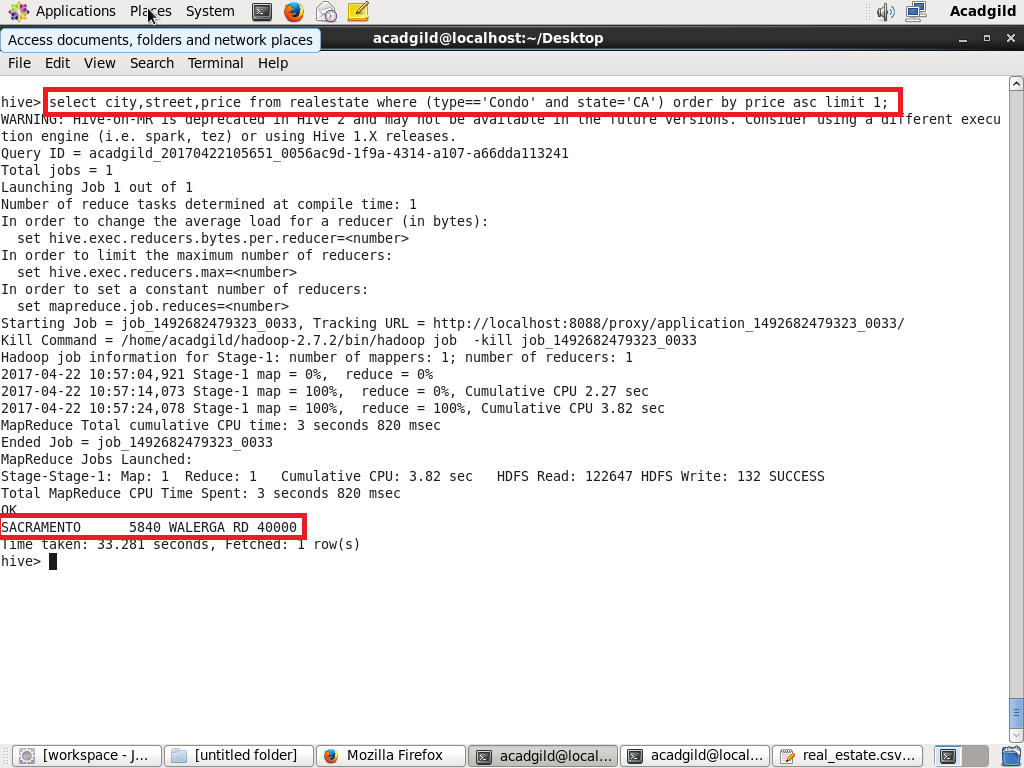 Applications Places System Acadgild
Access documents, folders and network places
acadgild@localhost:~/Desktop
File Edit View Search Terminal Help
hive> select city,street,price from realestate where (type=='Condo' and state='CA') order by price asc limit 1;
WARNING: Hive-on-MR is deprecated in Hive 2 and may not be available in the future versions. Consider using a different execu
tion engine (i.e. spark, tez) or using Hive 1.X releases.
Query ID = acadgild_20170422105651_0056ac9d-1f9a-4314-a107-a66dda113241
Total jobs = 1
Launching Job 1 out of 1
Number of reduce tasks determined at compile time: 1
In order to change the average load for a reducer (in bytes):
  set hive.exec.reducers.bytes.per.reducer=<number>
In order to limit the maximum number of reducers:
  set hive.exec.reducers.max=<number>
In order to set a constant number of reducers:
  set mapreduce.job.reduces=<number>
Starting Job = job_1492682479323_0033, Tracking URL = http://localhost:8088/proxy/application_1492682479323_0033/
Kill Command = /home/acadgild/hadoop-2.7.2/bin/hadoop job  -kill job_1492682479323_0033
Hadoop job information for Stage-1: number of mappers: 1; number of reducers: 1
2017-04-22 10:57:04,921 Stage-1 map = 0%,  reduce = 0%
2017-04-22 10:57:14,073 Stage-1 map = 100%,  reduce = 0%, Cumulative CPU 2.27 sec
2017-04-22 10:57:24,078 Stage-1 map = 100%,  reduce = 100%, Cumulative CPU 3.82 sec
MapReduce Total cumulative CPU time: 3 seconds 820 msec
Ended Job = job_1492682479323_0033
MapReduce Jobs Launched:
Stage-Stage-1: Map: 1  Reduce: 1   Cumulative CPU: 3.82 sec   HDFS Read: 122647 HDFS Write: 132 SUCCESS
Total MapReduce CPU Time Spent: 3 seconds 820 msec
OK
SACRAMENTO      5840 WALERGA RD 40000
Time taken: 33.281 seconds, Fetched: 1 row(s)
hive>
[workspace - J... [untitled folder] Mozilla Firefox acadgild@local... acadgild@local... real_estate.csv...